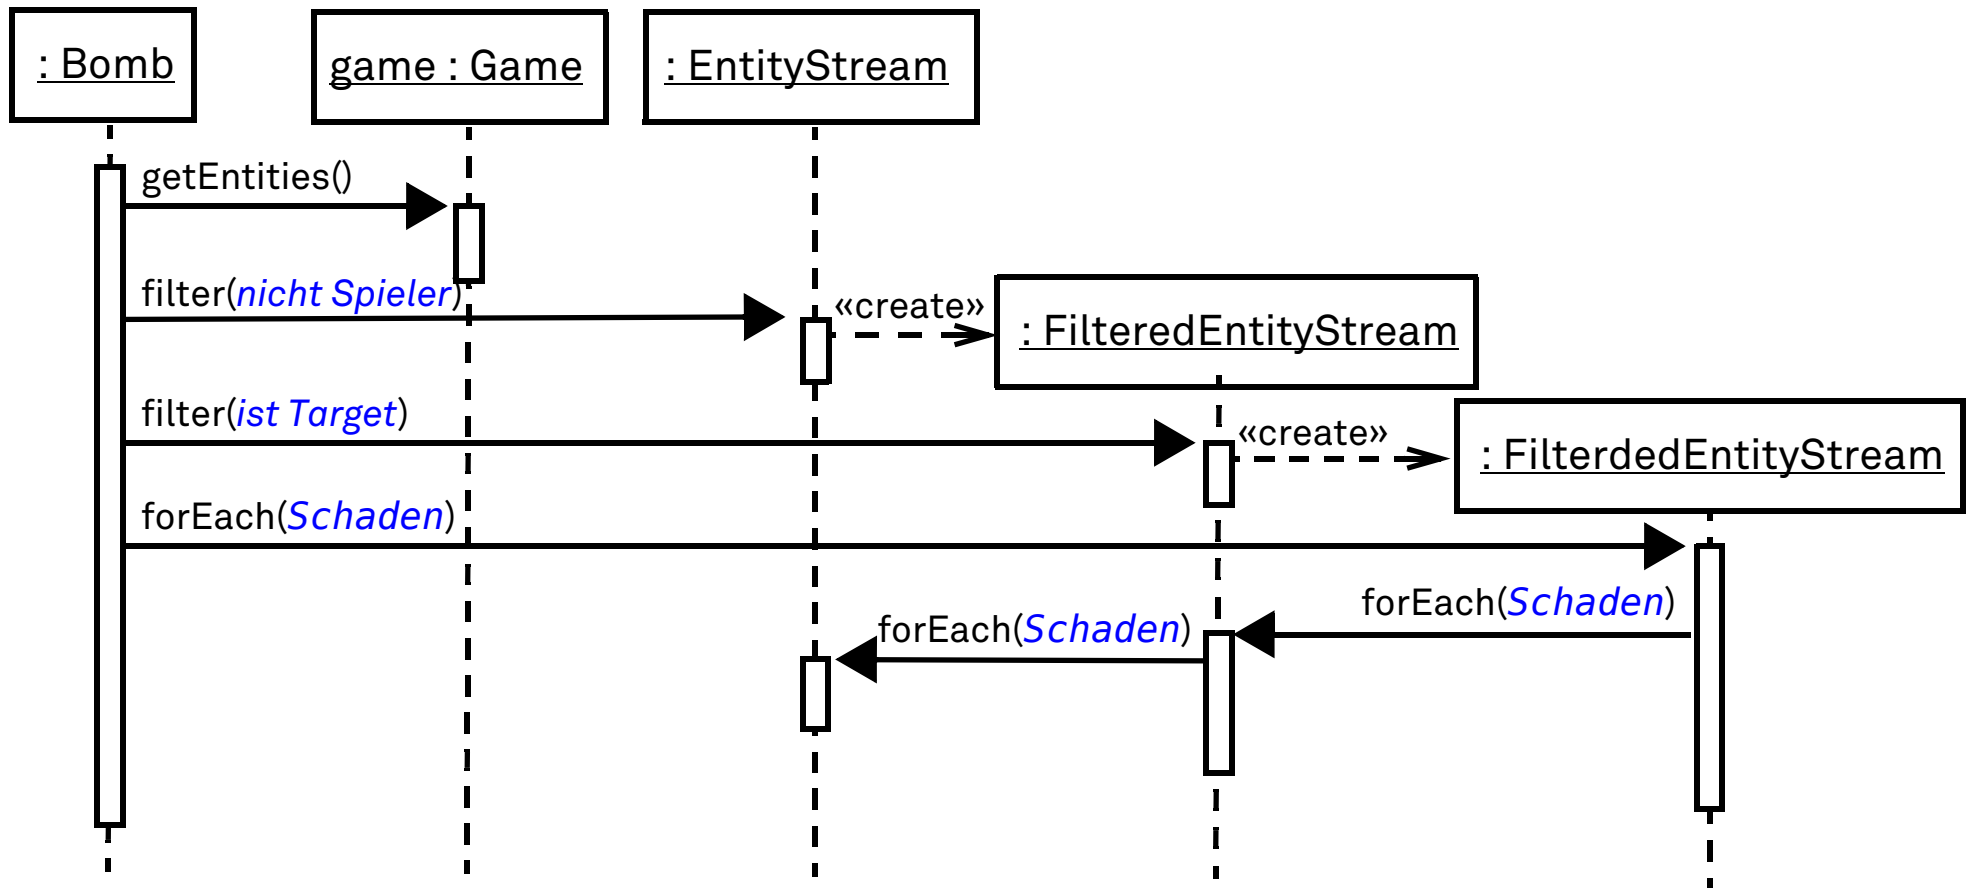 : Bomb
game : Game
: EntityStream
getEntities()
filter(nicht Spieler)
«create»
: FilteredEntityStream
filter(ist Target)
«create»
: FilterdedEntityStream
forEach(Schaden)
forEach(Schaden)
forEach(Schaden)